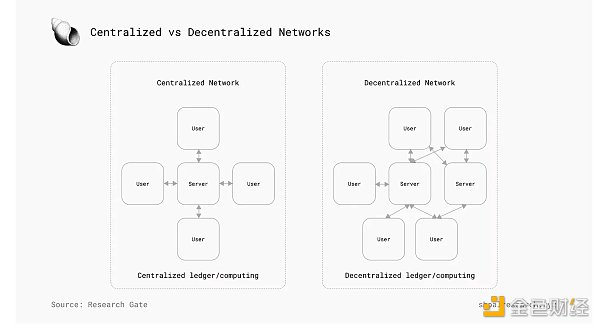 Centralized vs Decentralized Networks
Centralized Network
User
User
Server
User
User
Centralized ledger/computing
Decentralized Network
User
User
User
Server
Server
User
User
Decentralized ledger/computing
Source: Research Gate
金色财经